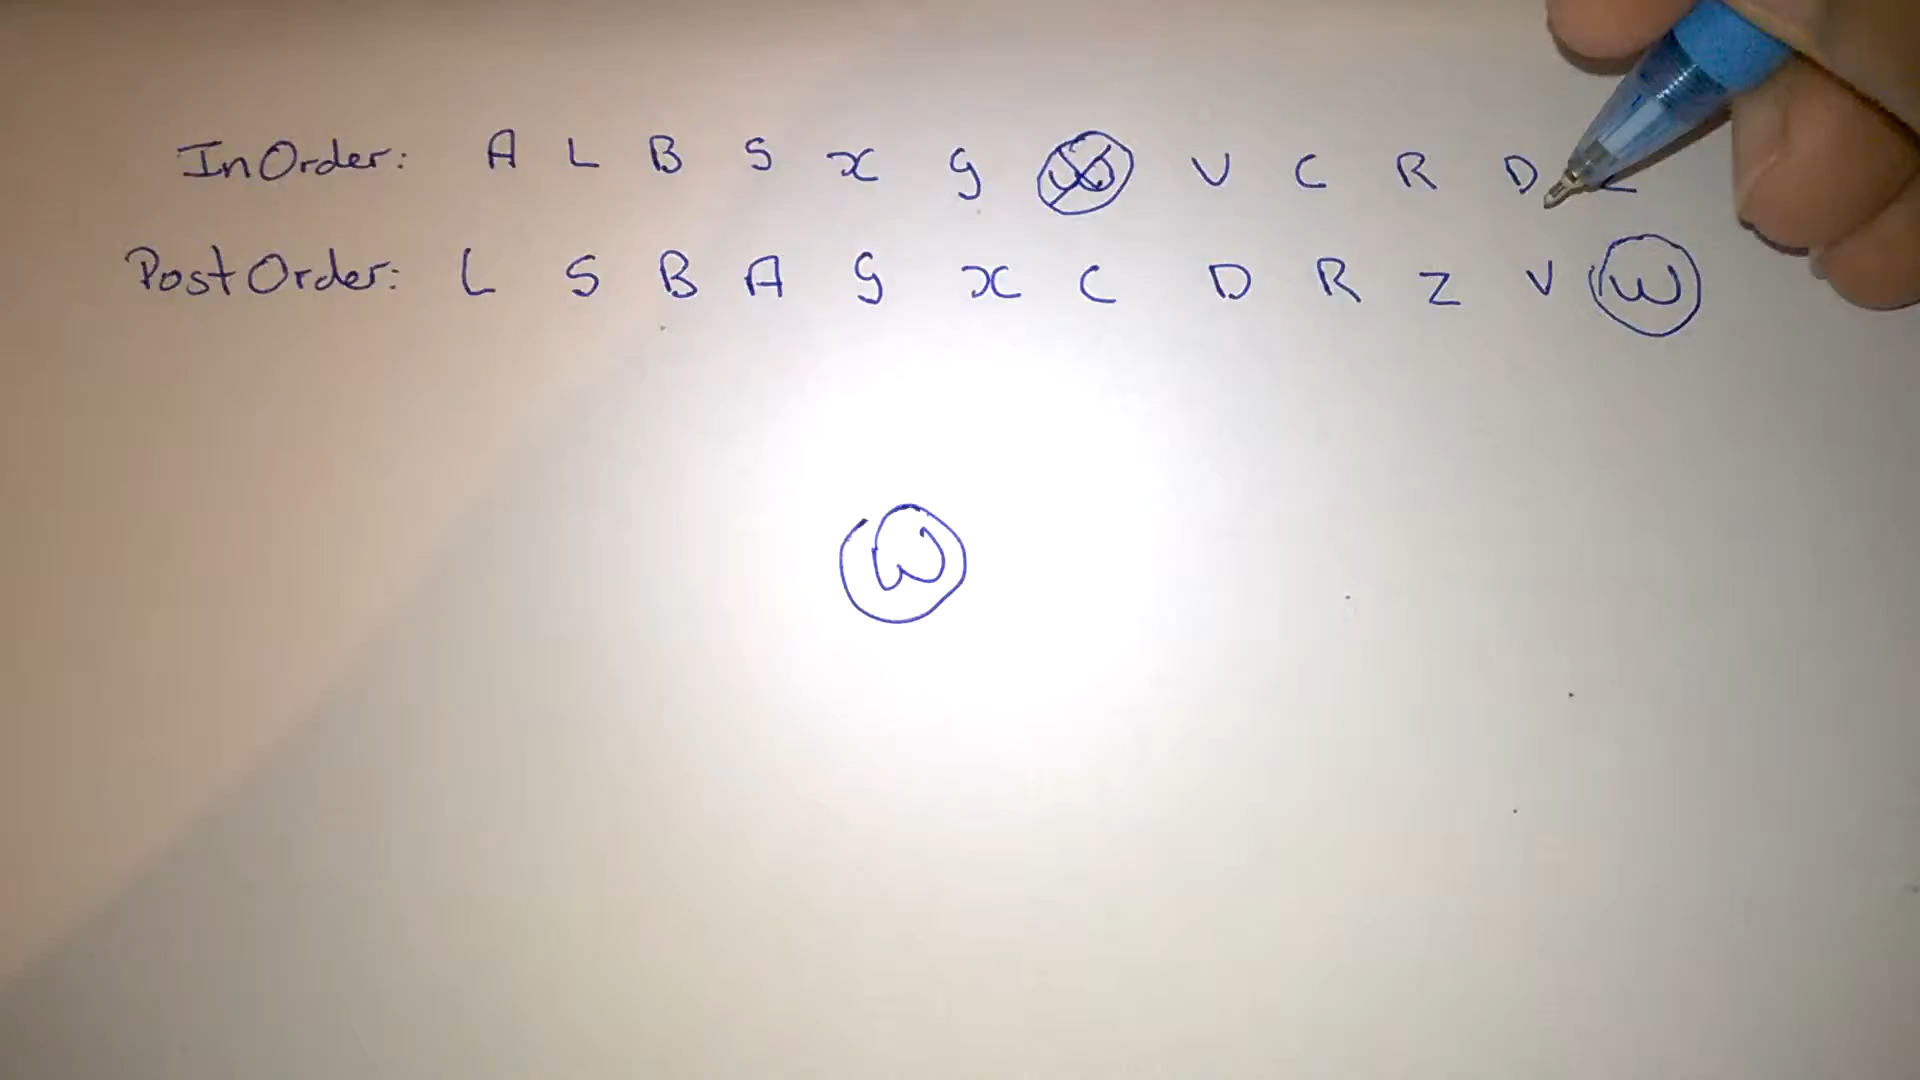 InOrder: A L B S x g W V C R D
PostOrder: L S B A g x C D R Z V W
W